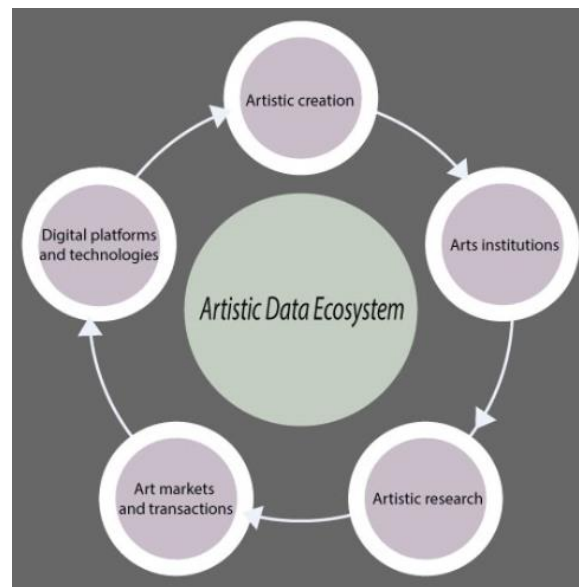 Artistic creation
Arts institutions
Artistic research
Art markets
and transactions
Digital platforms
and technologies
Artistic Data Ecosystem